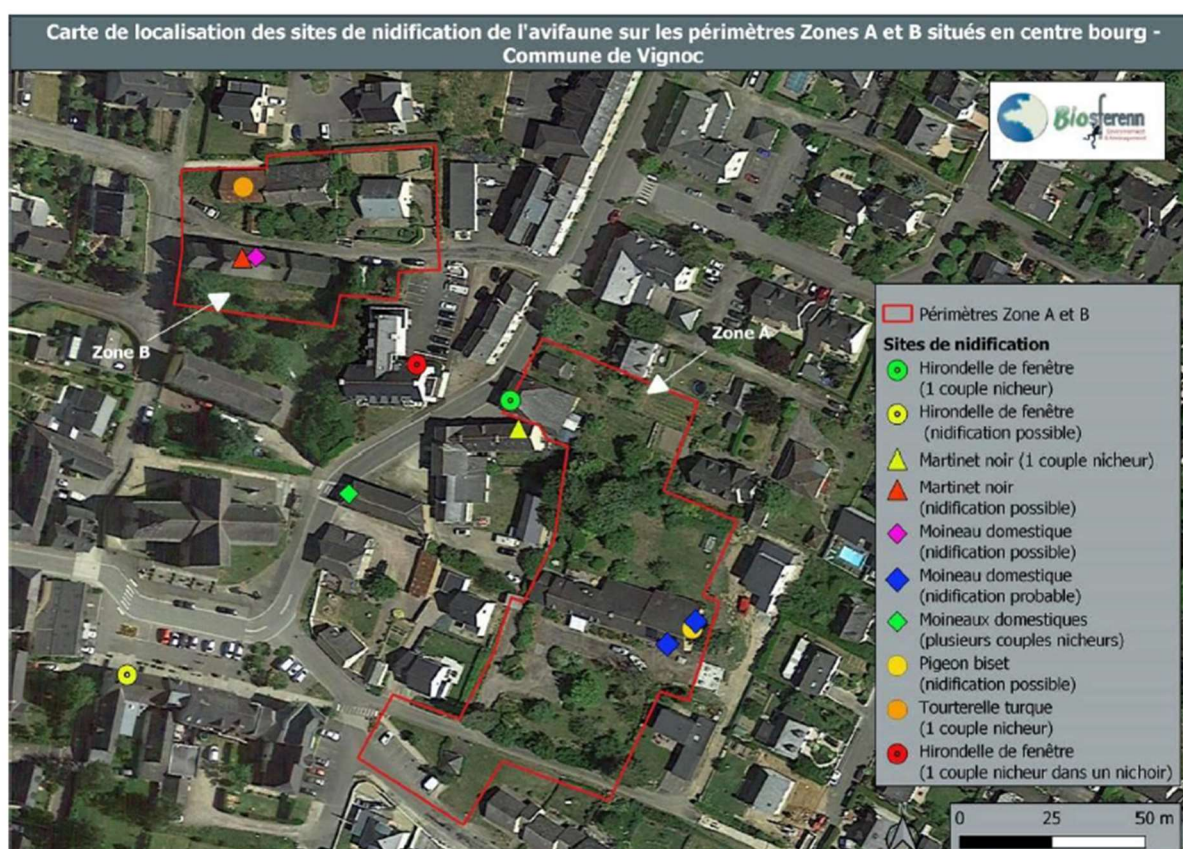 Carte de localisation des sites de nidification de l'avifaune sur les périmètres Zones A et B situés en centre bourg -
Commune de Vignoc
Biosferenn
Zone A
Zone B
Périmètres Zone A et B
Sites de nidification
Hirondelle de fenêtre
(1 couple nicheur)
Hirondelle de fenêtre
(nidification possible)
Martinet noir (1 couple nicheur)
Martinet noir
(nidification possible)
Moineau domestique
(nidification possible)
Moineau domestique
(nidification probable)
Moineaux domestiques
(plusieurs couples nicheurs)
Pigeon biset
(nidification possible)
Tourterelle turque
(1 couple nicheur)
Hirondelle de fenêtre
(1 couple nicheur dans un nichoir)
0 25 50 m